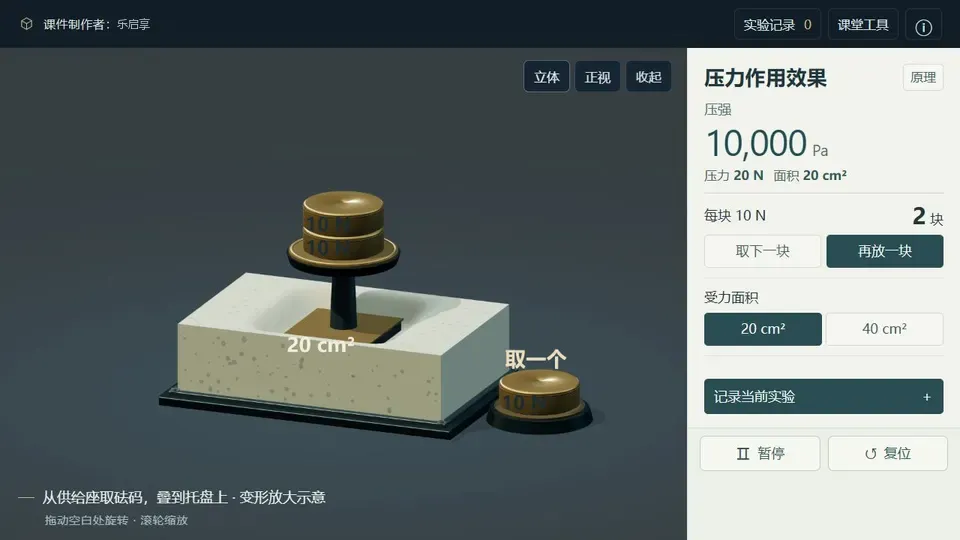 课件制作者：乐启享
实验记录 0
课堂工具
立体
正视
收起
压力作用效果
原理
压强
10,000 Pa
压力 20 N 面积 20 cm²
每块 10 N
2 块
取下一块
再放一块
受力面积
20 cm²
40 cm²
记录当前实验 +
暂停
复位
10
10
20 cm²
取一个
10
从供给座取砝码，叠到托盘上 · 变形放大示意
拖动空白处旋转 · 滚轮缩放